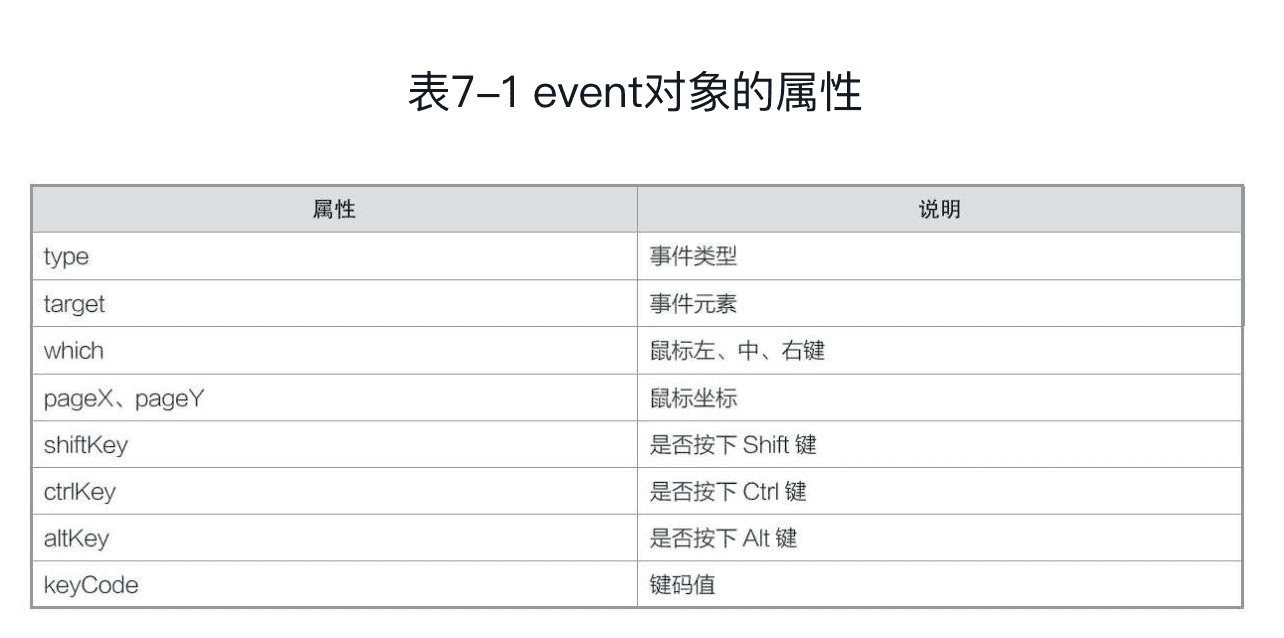 表7-1 event对象的属性
属性 说明
type 事件类型
target 事件元素
which 鼠标左、中、右键
pageX、pageY 鼠标坐标
shiftKey 是否按下 Shift 键
ctrlKey 是否按下 Ctrl 键
altKey 是否按下 Alt 键
keyCode 键码值